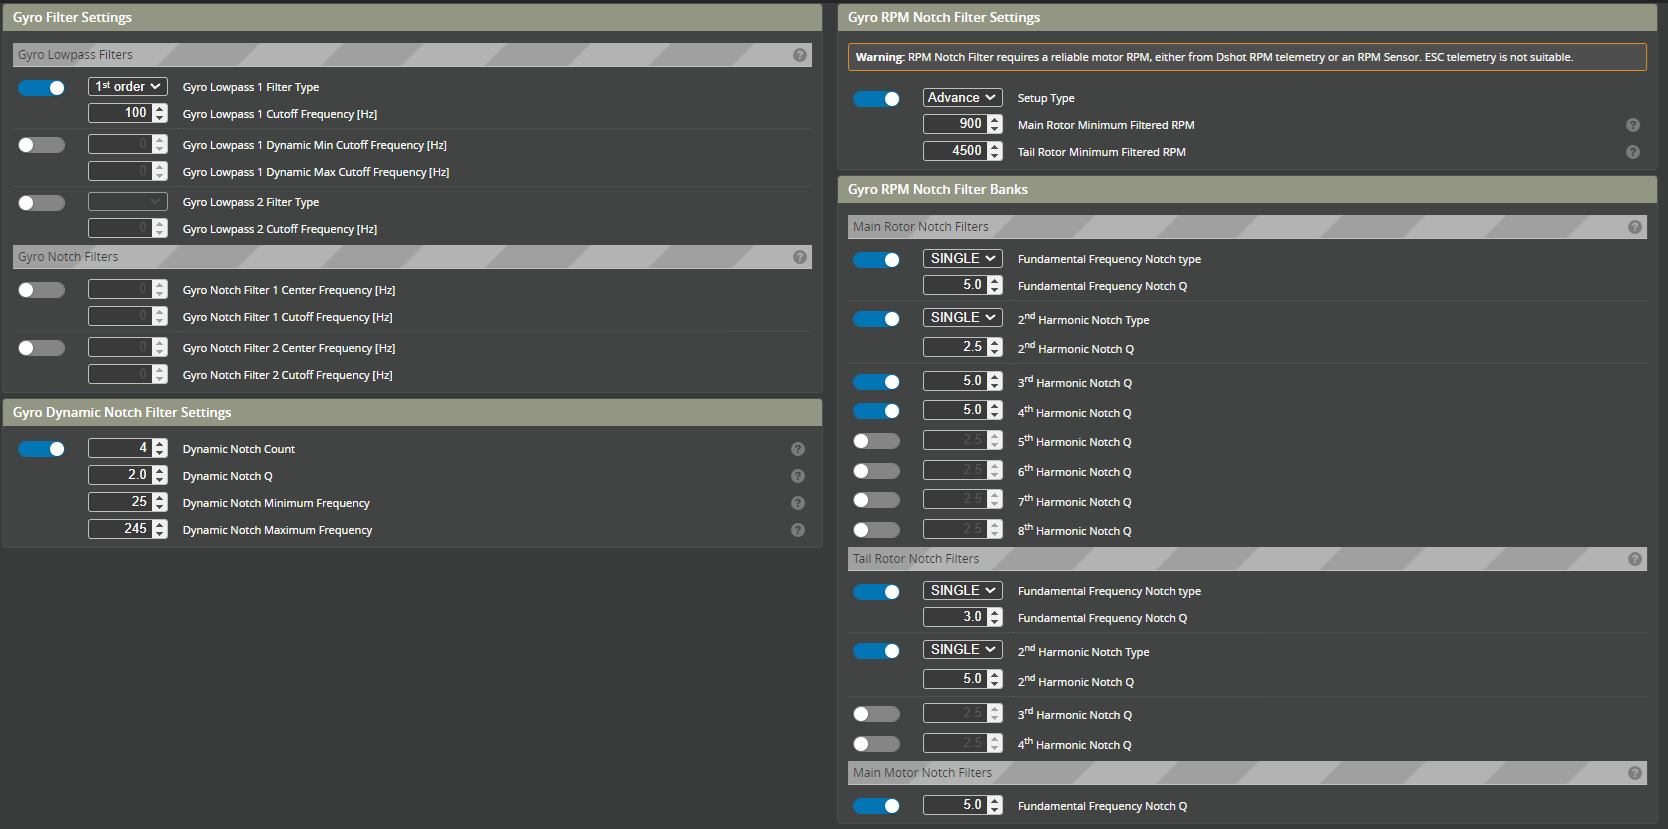 Gyro Filter Settings
Gyro Lowpass Filters
?
1st order
Gyro Lowpass 1 Filter Type
100
Gyro Lowpass 1 Cutoff Frequency [Hz]
0
Gyro Lowpass 1 Dynamic Min Cutoff Frequency [Hz]
0
Gyro Lowpass 1 Dynamic Max Cutoff Frequency [Hz]
Gyro Lowpass 2 Filter Type
0
Gyro Lowpass 2 Cutoff Frequency [Hz]
Gyro Notch Filters
?
0
Gyro Notch Filter 1 Center Frequency [Hz]
0
Gyro Notch Filter 1 Cutoff Frequency [Hz]
0
Gyro Notch Filter 2 Center Frequency [Hz]
0
Gyro Notch Filter 2 Cutoff Frequency [Hz]
Gyro Dynamic Notch Filter Settings
4
Dynamic Notch Count
?
2.0
Dynamic Notch Q
?
25
Dynamic Notch Minimum Frequency
?
245
Dynamic Notch Maximum Frequency
?
Gyro RPM Notch Filter Settings
Warning: RPM Notch Filter requires a reliable motor RPM, either from Dshot RPM telemetry or an RPM Sensor. ESC telemetry is not suitable.
Advance
Setup Type
900
Main Rotor Minimum Filtered RPM
?
4500
Tail Rotor Minimum Filtered RPM
?
Gyro RPM Notch Filter Banks
Main Rotor Notch Filters
?
SINGLE
Fundamental Frequency Notch type
5.0
Fundamental Frequency Notch Q
SINGLE
2nd Harmonic Notch Type
2.5
2nd Harmonic Notch Q
5.0
3rd Harmonic Notch Q
5.0
4th Harmonic Notch Q
2.5
5th Harmonic Notch Q
2.5
6th Harmonic Notch Q
2.5
7th Harmonic Notch Q
2.5
8th Harmonic Notch Q
Tail Rotor Notch Filters
?
SINGLE
Fundamental Frequency Notch type
3.0
Fundamental Frequency Notch Q
SINGLE
2nd Harmonic Notch Type
5.0
2nd Harmonic Notch Q
2.5
3rd Harmonic Notch Q
2.5
4th Harmonic Notch Q
Main Motor Notch Filters
?
5.0
Fundamental Frequency Notch Q